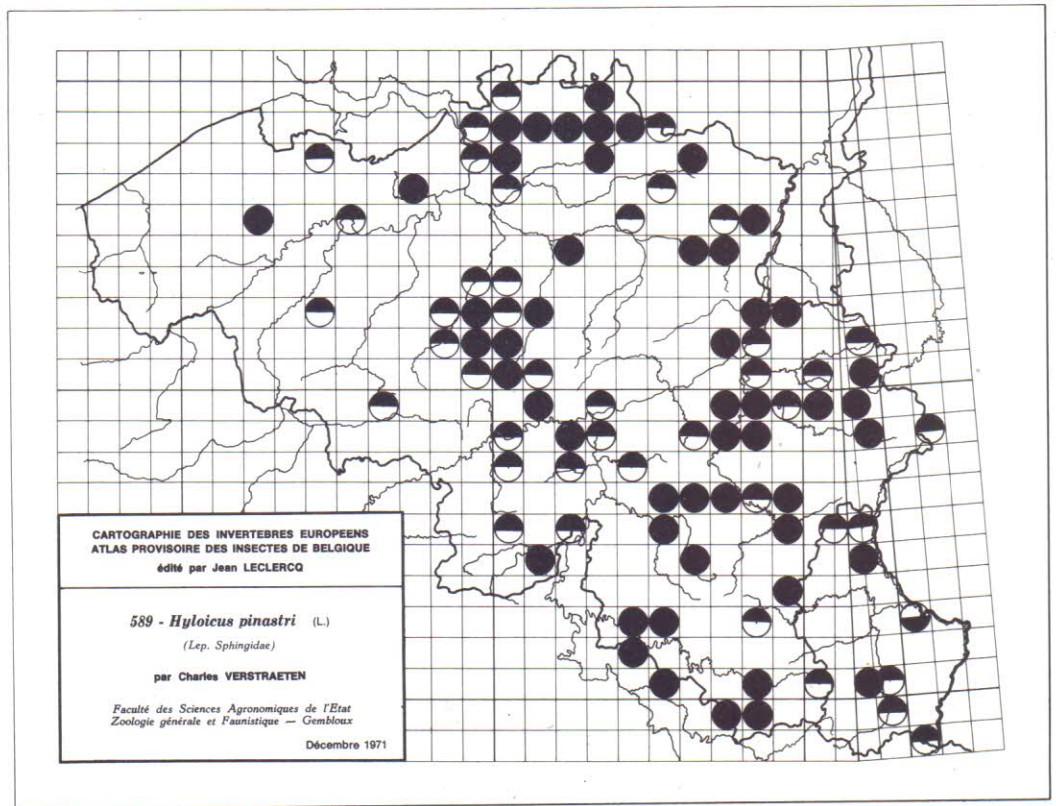 CARTOGRAPHIE DES INVERTEBRES EUROPEENS
ATLAS PROVISOIRE DES INSECTES DE BELGIQUE
édité par Jean LECLERCQ
589 - Hyloicus pinastri (L.)
(Lep. Sphingidae)
par Charles VERSTRAETEN
Faculté des Sciences Agronomiques de l'Etat
Zoologie générale et Faunistique — Gembloux
Décembre 1971